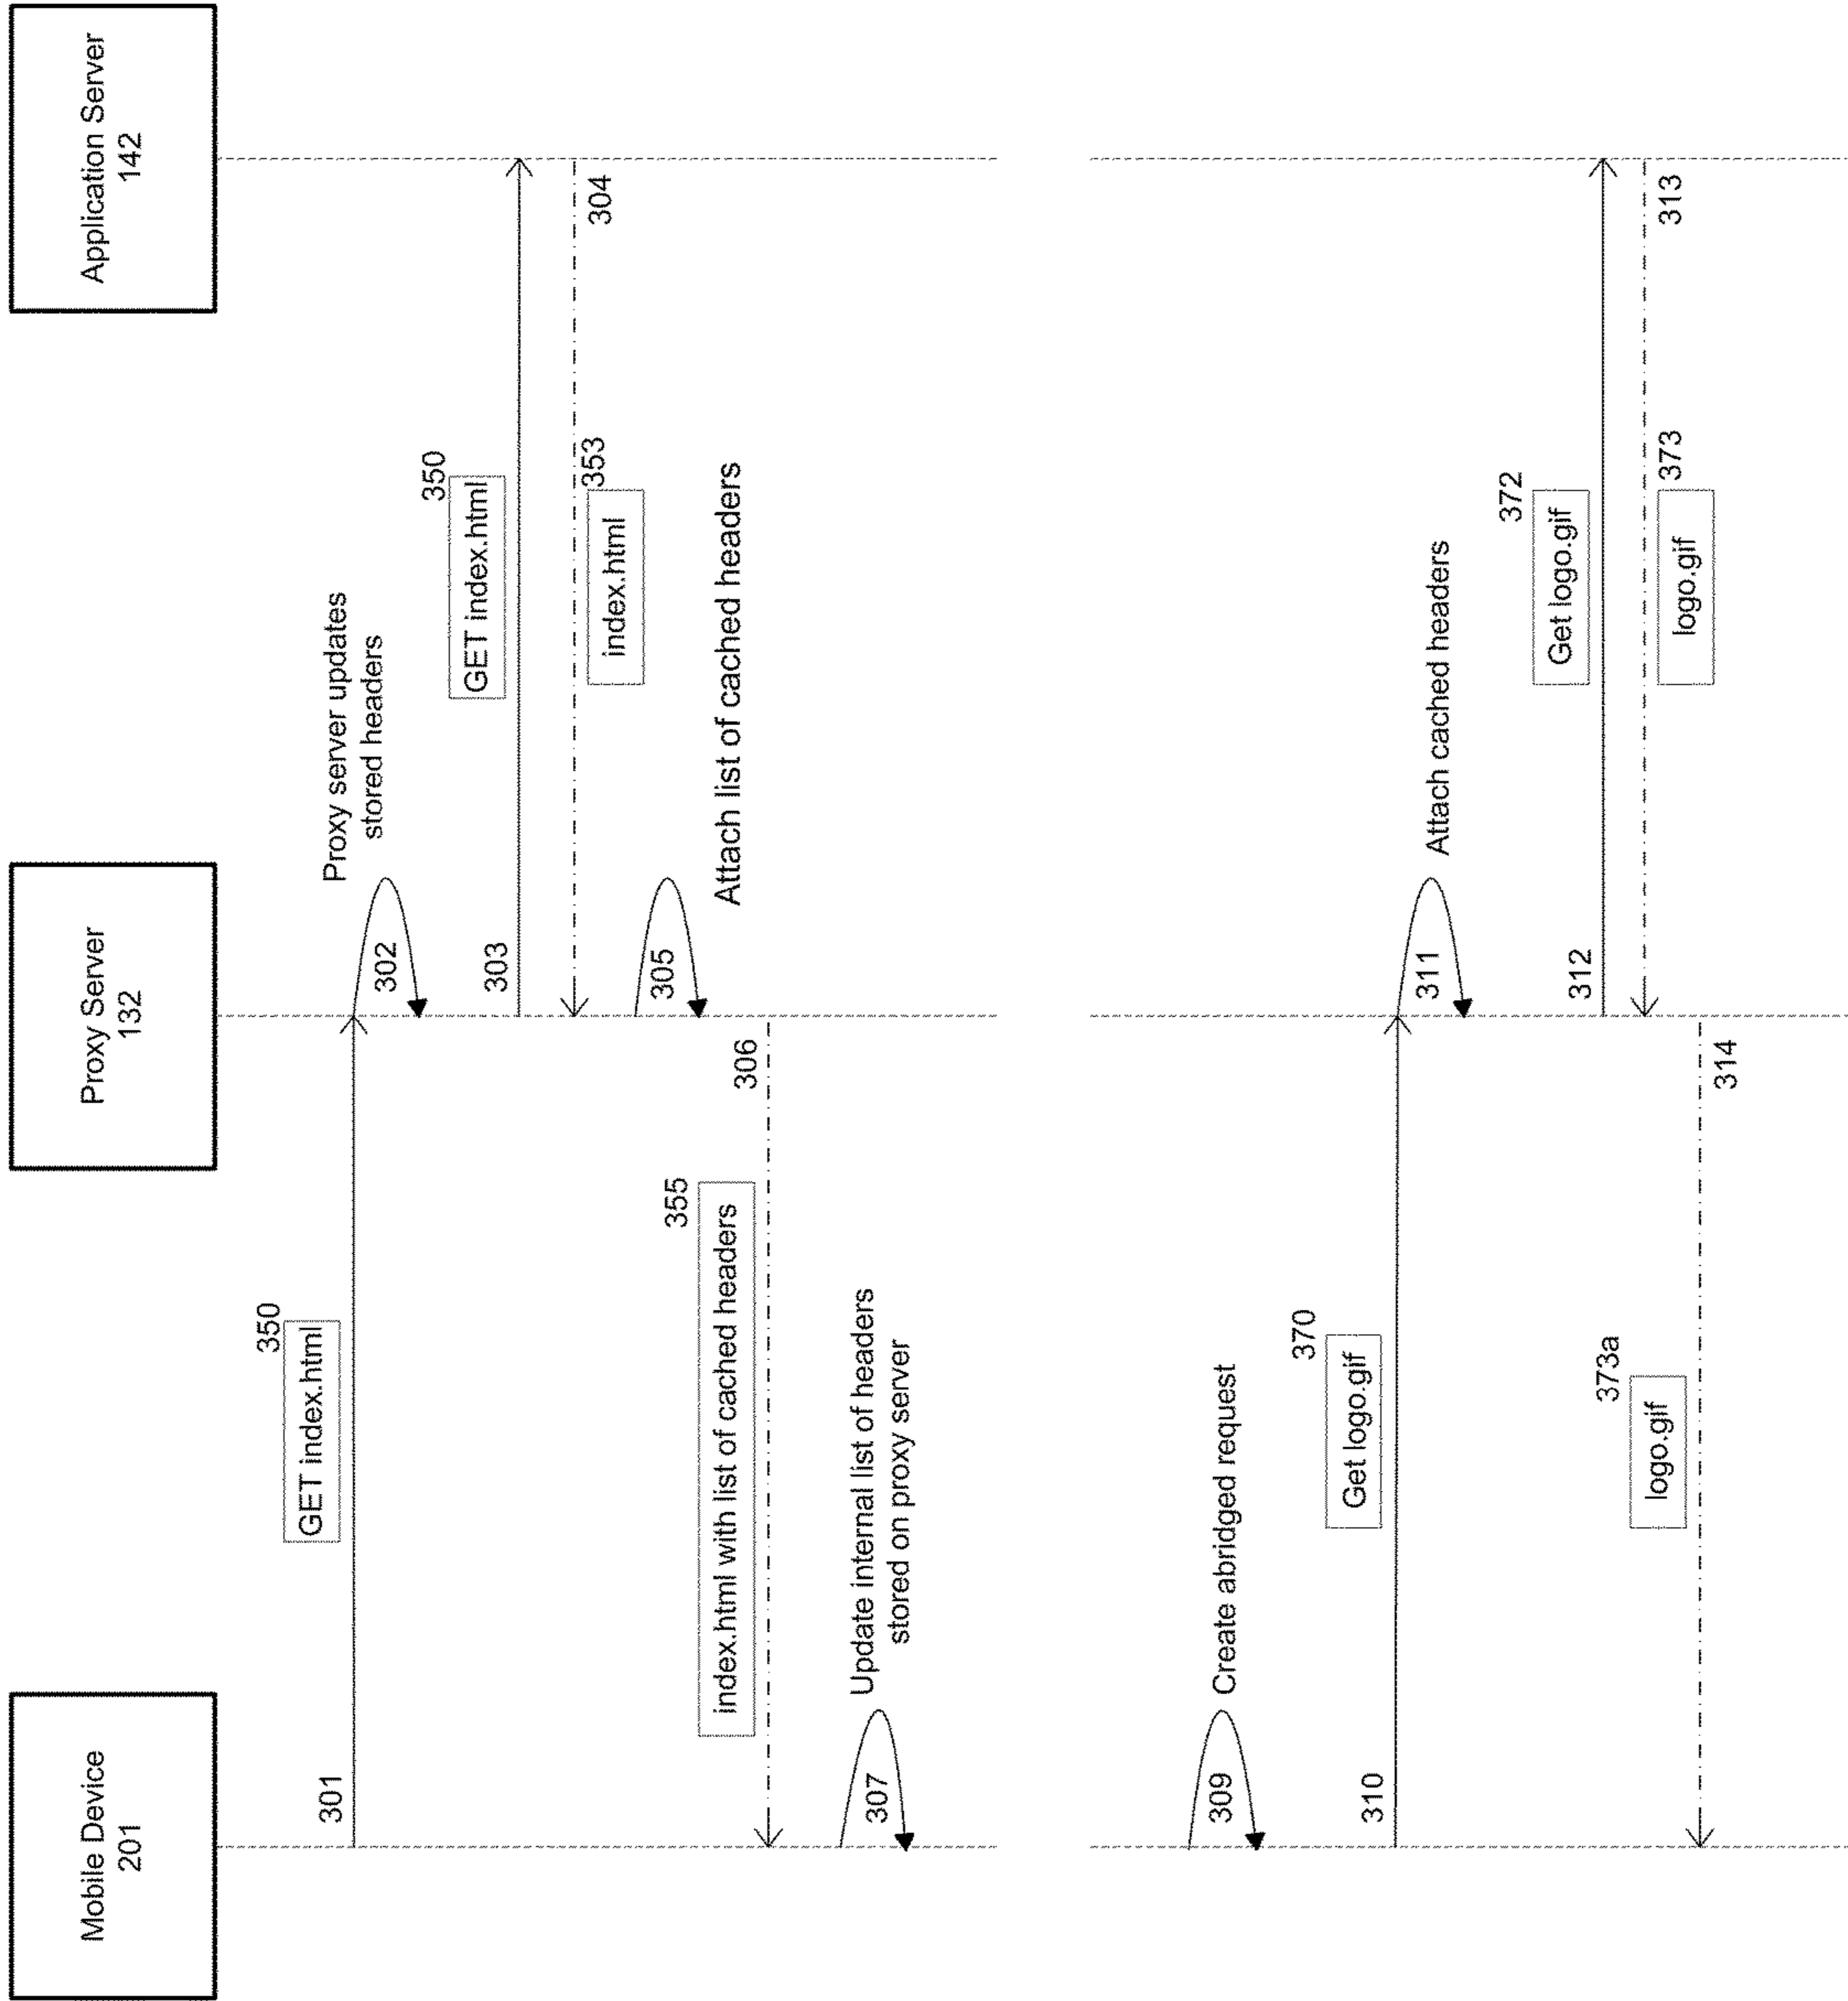 Mobile Device
201
Proxy Server
132
Application Server
142
301
350
GET index.html
Proxy server updates
stored headers
302
303
350
GET index.html
304
353
index.html
305
Attach list of cached headers
306
355
index.html with list of cached headers
307
Update internal list of headers
stored on proxy server
309
Create abridged request
310
370
Get logo.gif
311
Attach cached headers
312
372
Get logo.gif
313
373
logo.gif
314
373a
logo.gif